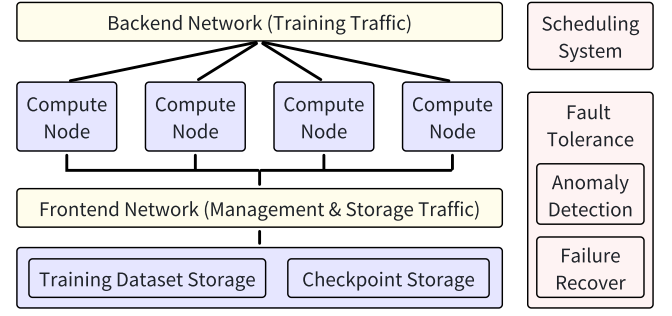 Backend Network (Training Traffic)
Compute
Node
Compute
Node
Compute
Node
Compute
Node
Frontend Network (Management & Storage Traffic)
Training Dataset Storage
Checkpoint Storage
Scheduling
System
Fault
Tolerance
Anomaly
Detection
Failure
Recover